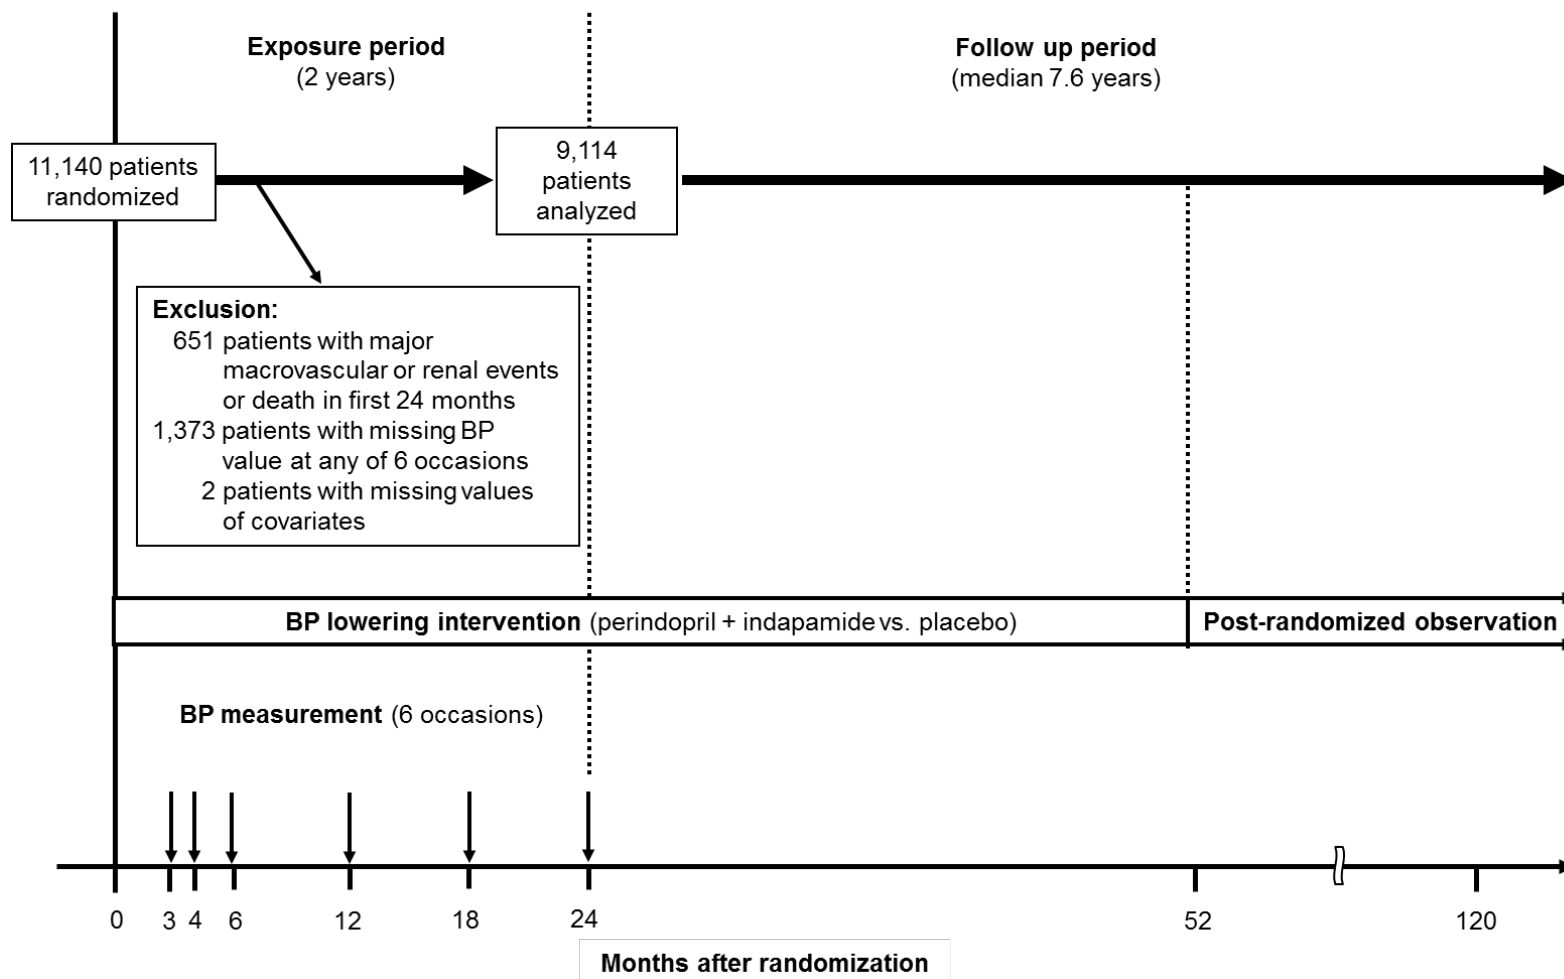 Exposure period
(2 years)
Follow up period
(median 7.6 years)
11,140 patients
randomized
9,114
patients
analyzed
Exclusion:
651 patients with major
macrovascular or renal events
or death in first 24 months
1,373 patients with missing BP
value at any of 6 occasions
2 patients with missing values
of covariates
BP lowering intervention (perindopril + indapamide vs. placebo)
Post-randomized observation
BP measurement (6 occasions)
0 3 4 6 12 18 24 52 120
Months after randomization